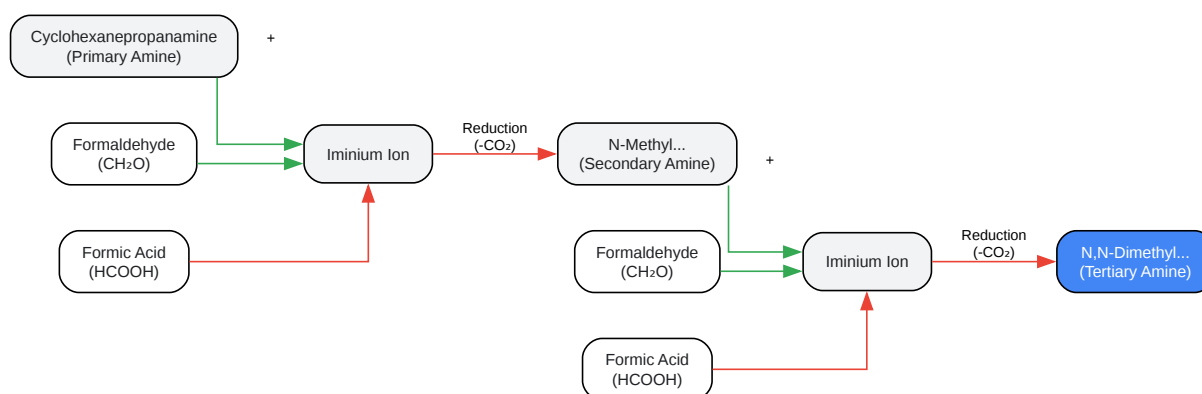 Cyclohexanepropanamine
(Primary Amine)
+
Formaldehyde
(CH₂O)
Iminium Ion
Reduction
(-CO₂)
N-Methyl...
(Secondary Amine)
+
Formic Acid
(HCOOH)
Formaldehyde
(CH₂O)
Iminium Ion
Reduction
(-CO₂)
N,N-Dimethyl...
(Tertiary Amine)
Formic Acid
(HCOOH)